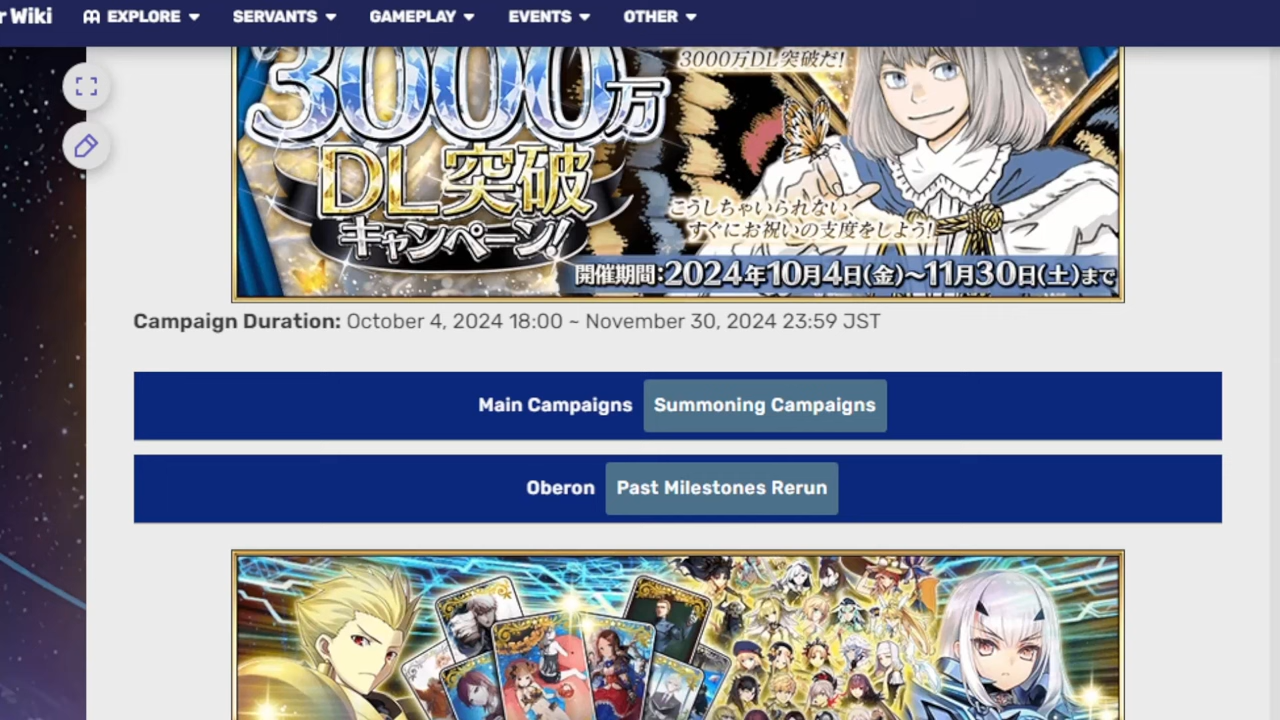 r Wiki EXPLORE SERVANTS GAMEPLAY EVENTS OTHER
3000万DL突破だ!
3000万
DL突破
キャンペーン!
こうしちゃいられない、
すぐにお祝いの支度をしよう!
開催期間:2024年10月4日(金)~11月30日(土)まで
Campaign Duration: October 4, 2024 18:00 ~ November 30, 2024 23:59 JST
Main Campaigns Summoning Campaigns
Oberon Past Milestones Rerun